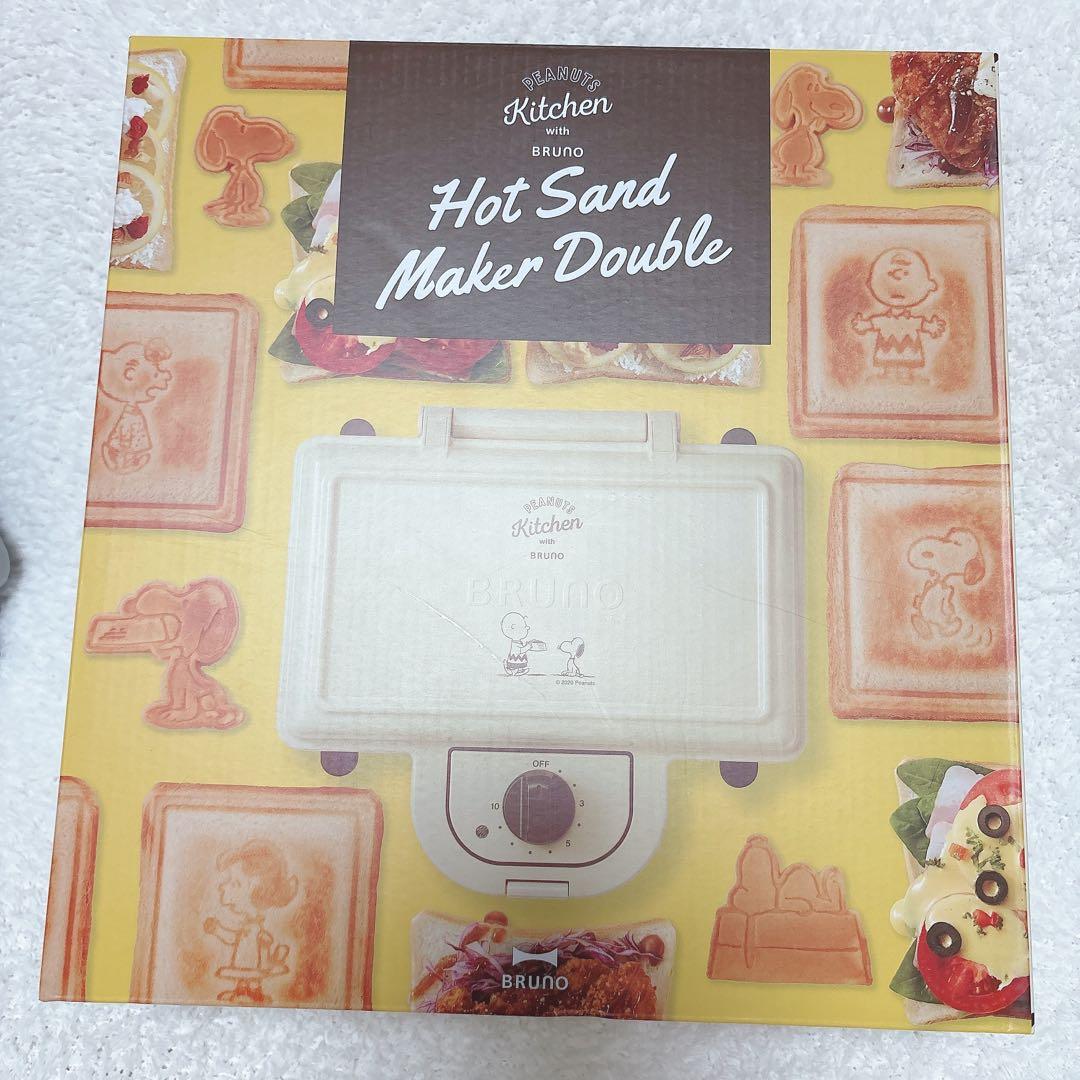 PEANUTS
Kitchen
with
BRUNO
Hot Sand
Maker Double
PEANUTS
Kitchen
with
BRUNO
BRUNO
© 2020 Peanuts
OFF
10
3
5
BRUNO